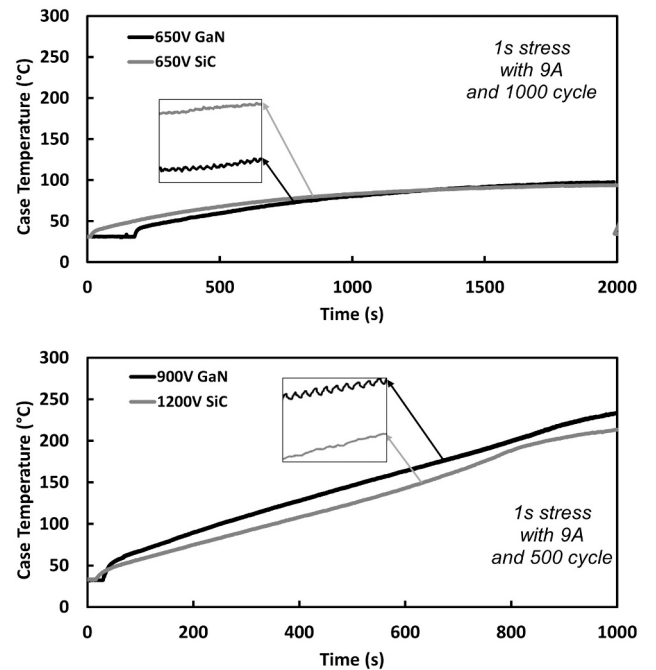 300
250
200
150
100
50
0
Case Temperature (°C)
650V GaN
650V SiC
1s stress
with 9A
and 1000 cycle
0
500
1000
1500
2000
Time (s)
300
250
200
150
100
50
0
Case Temperature (°C)
900V GaN
1200V SiC
1s stress
with 9A
and 500 cycle
0
200
400
600
800
1000
Time (s)